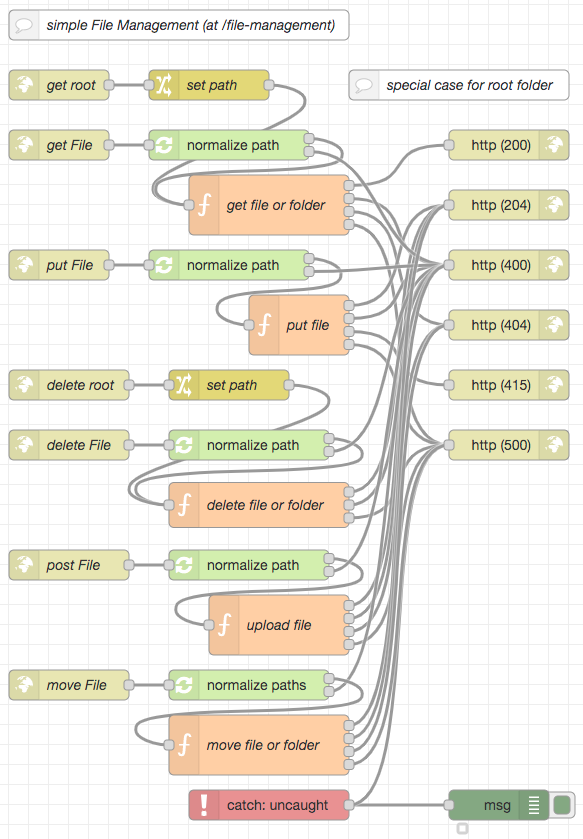 simple File Management (at /file-management)
get root
set path
special case for root folder
get File
normalize path
http (200)
get file or folder
http (204)
put File
normalize path
http (400)
put file
http (404)
delete root
set path
http (415)
delete File
normalize path
http (500)
delete file or folder
post File
normalize path
upload file
move File
normalize paths
move file or folder
catch: uncaught
msg